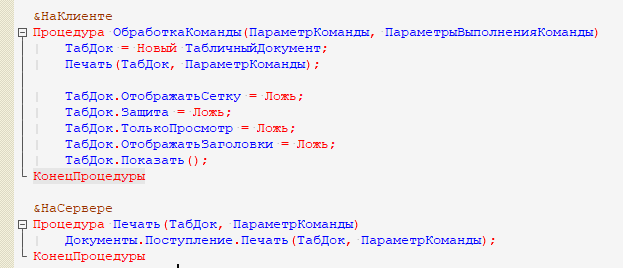 &НаКлиенте
Процедура ОбработкаКоманды(ПараметрКоманды, ПараметрыВыполненияКоманды)
ТабДок = Новый ТабличныйДокумент;
Печать(ТабДок, ПараметрКоманды);
ТабДок.ОтображатьСетку = Ложь;
ТабДок.Защита = Ложь;
ТабДок.ТолькоПросмотр = Ложь;
ТабДок.ОтображатьЗаголовки = Ложь;
ТабДок.Показать();
КонецПроцедуры
&НаСервере
Процедура Печать(ТабДок, ПараметрКоманды)
Документы.Поступление.Печать(ТабДок, ПараметрКоманды);
КонецПроцедуры